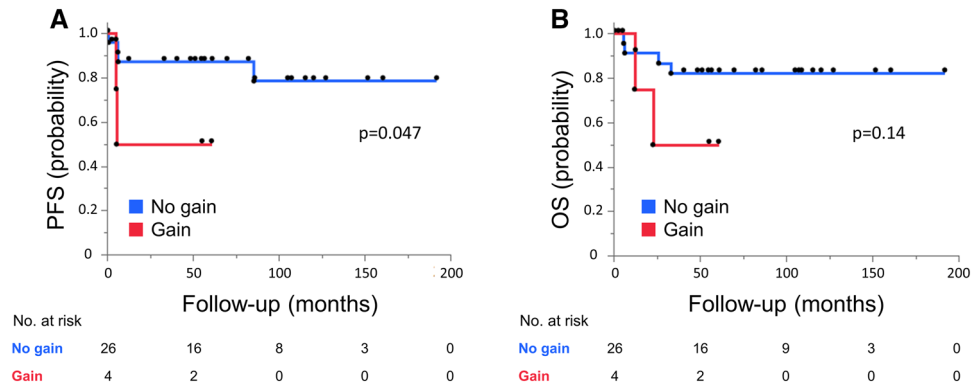 A
PFS (probability)
1.0
0.8
0.6
0.4
0.2
0
p=0.047
No gain
Gain
0 50 100 150 200
Follow-up (months)
No. at risk
No gain 26 16 8 3 0
Gain 4 2 0 0 0
B
OS (probability)
1.0
0.8
0.6
0.4
0.2
0
p=0.14
No gain
Gain
0 50 100 150 200
Follow-up (months)
No. at risk
No gain 26 16 9 3 0
Gain 4 2 0 0 0